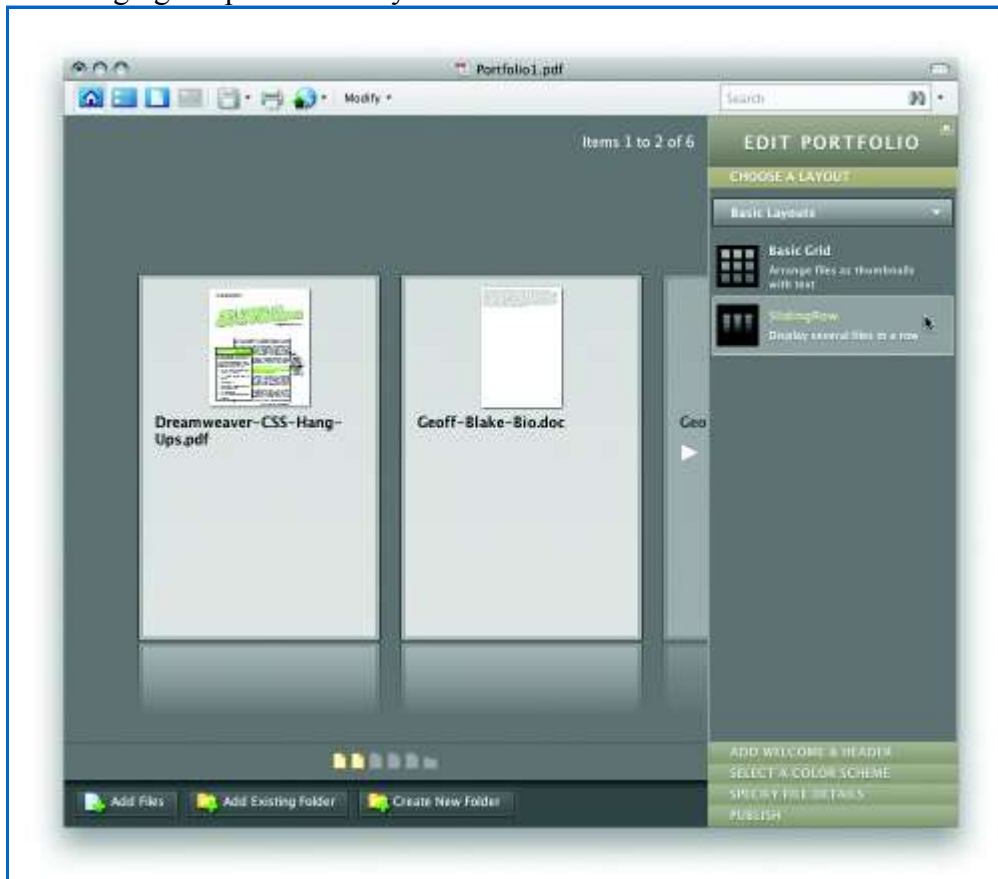 Portfolio1.pdf
Modify
Search
Items 1 to 2 of 6
EDIT PORTFOLIO
CHOOSE A LAYOUT
Basic Layouts
Basic Grid
Arrange files as thumbnails
with text
SlidingRow
Display several files in a row
Dreamweaver-CSS-Hang-
Ups.pdf
Geoff-Blake-Bio.doc
Geo
ADD WELCOME & HEADER
SELECT A COLOR SCHEME
SPECIFY FILE DETAILS
PUBLISH
Add Files
Add Existing Folder
Create New Folder